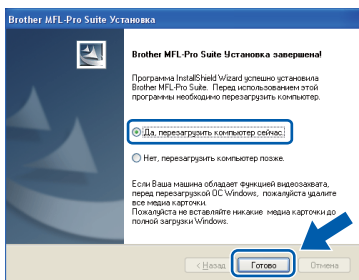 Brother MFL-Pro Suite Установка
Brother MFL-Pro Suite Установка завершена!
Программа InstallShield Wizard успешно установила
Brother MFL-Pro Suite. Перед использованием этой
программы необходимо перезагрузить компьютер.
Да, перезагрузить компьютер сейчас.
Нет, перезагрузить компьютер позже.
Если Ваша машина обладает функцией видеозахвата,
перед перезагрузкой ОС Windows, пожалуйста удалите
все медиа карточки.
Пожалуйста не вставляйте никакие медиа карточки до
полной загрузки Windows.
< Назад
Готово
Отмена